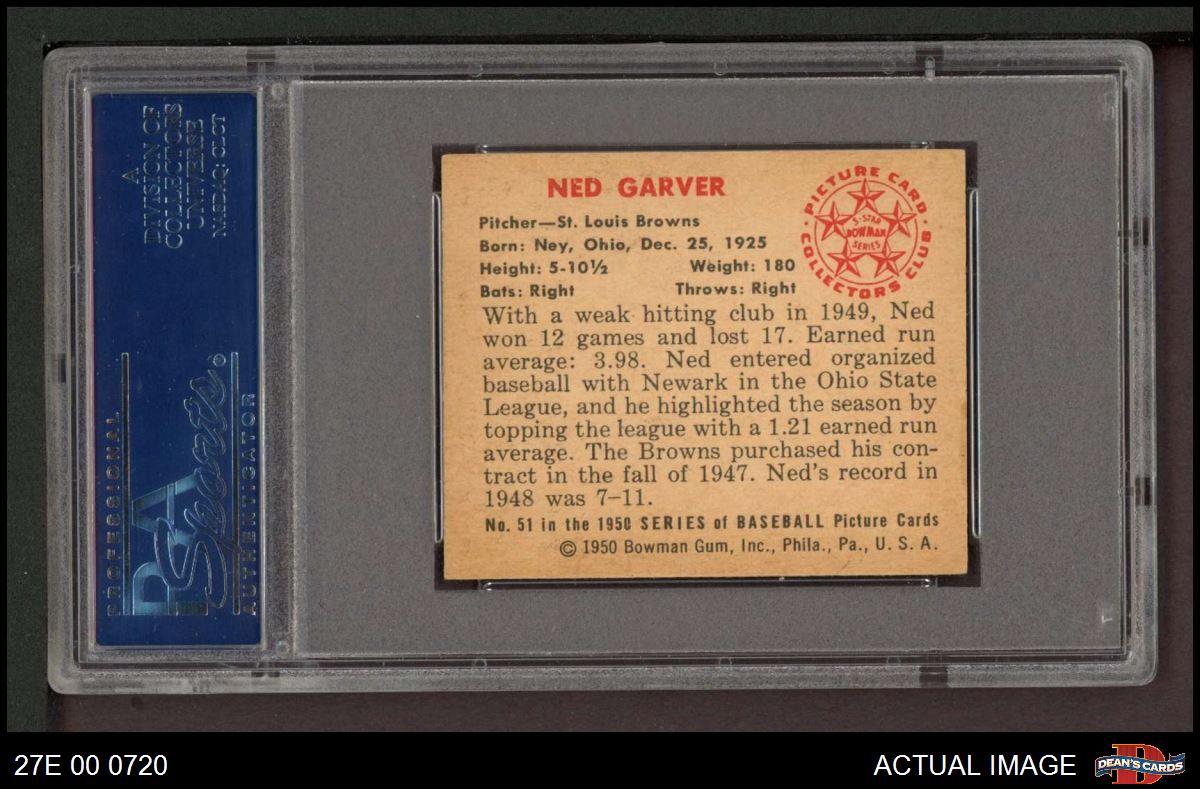 A
DIVISION OF
COLLECTORS
UNIVERSE
NASDAQ: CLCT
PROFESSIONAL
PSA
Sports®
AUTHENTICATOR
NED GARVER
Pitcher—St. Louis Browns
Born: Ney, Ohio, Dec. 25, 1925
Height: 5-10½ Weight: 180
Bats: Right Throws: Right
PICTURE CARD
COLLECTORS CLUB
5-STAR
BOWMAN
SERIES
With a weak hitting club in 1949, Ned
won 12 games and lost 17. Earned run
average: 3.98. Ned entered organized
baseball with Newark in the Ohio State
League, and he highlighted the season by
topping the league with a 1.21 earned run
average. The Browns purchased his con-
tract in the fall of 1947. Ned's record in
1948 was 7–11.
No. 51 in the 1950 SERIES of BASEBALL Picture Cards
© 1950 Bowman Gum, Inc., Phila., Pa., U. S. A.
27E 00 0720
ACTUAL IMAGE
D
DEAN'S CARDS